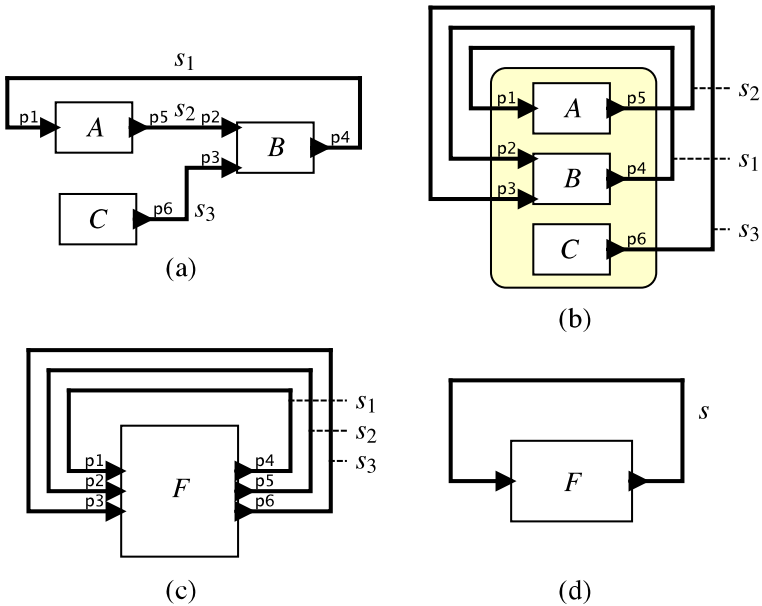 s1
p1 A p5 s2 p2 B p4
p3
C p6 s3
(a)
p1 A p5 s2
p2 B p4 s1
p3
C p6 s3
(b)
s1
s2
s3
p1 F p4
p2 p5
p3 p6
(c)
s
F
(d)